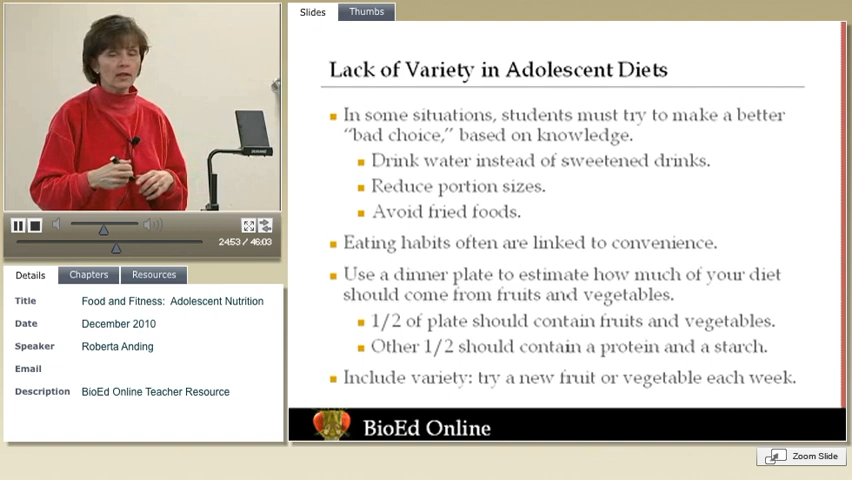 Slides Thumbs
Lack of Variety in Adolescent Diets
In some situations, students must try to make a better
“bad choice,” based on knowledge.
Drink water instead of sweetened drinks.
Reduce portion sizes.
Avoid fried foods.
Eating habits often are linked to convenience.
Use a dinner plate to estimate how much of your diet
should come from fruits and vegetables.
1/2 of plate should contain fruits and vegetables.
Other 1/2 should contain a protein and a starch.
Include variety: try a new fruit or vegetable each week.
BioEd Online
Zoom Slide
24:53 / 46:03
Details Chapters Resources
Title Food and Fitness: Adolescent Nutrition
Date December 2010
Speaker Roberta Anding
Email
Description BioEd Online Teacher Resource